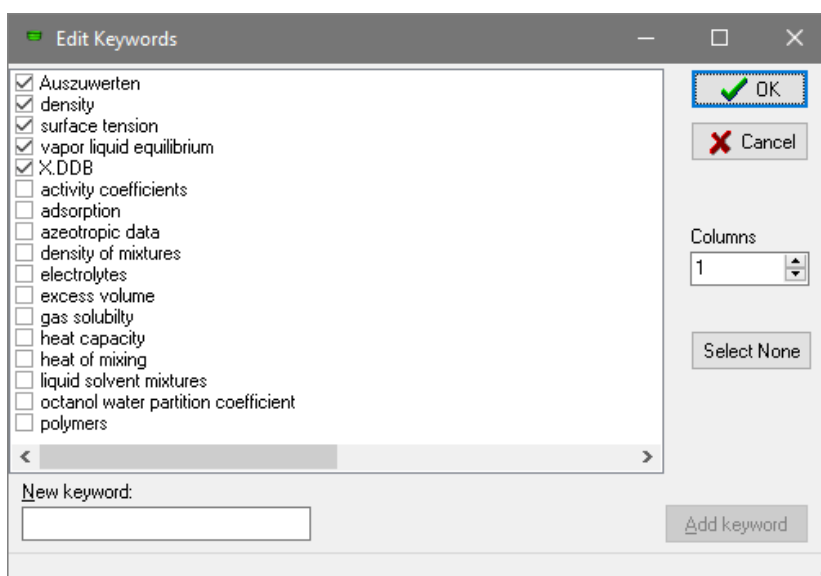 Edit Keywords
Auszuwerten
density
surface tension
vapor liquid equilibrium
X.DDB
activity coefficients
adsorption
azeotropic data
density of mixtures
electrolytes
excess volume
gas solubilty
heat capacity
heat of mixing
liquid solvent mixtures
octanol water partition coefficient
polymers
OK
Cancel
Columns
1
Select None
New keyword:
Add keyword